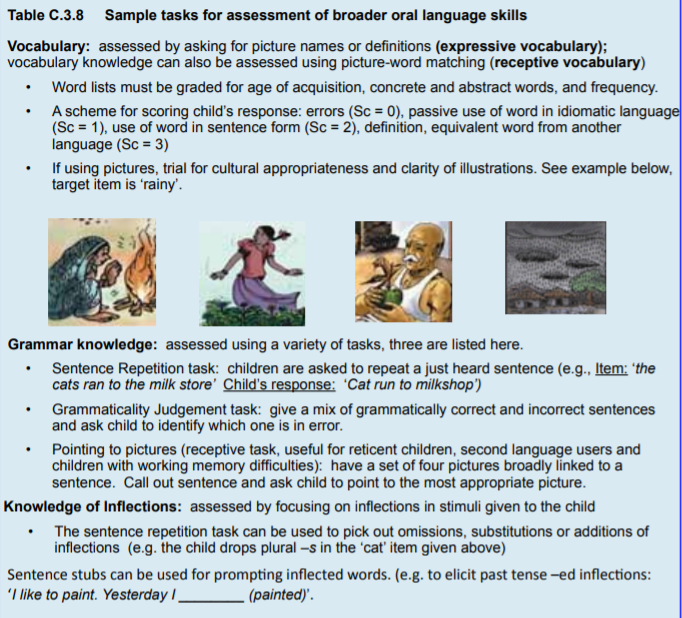 Table C.3.8 Sample tasks for assessment of broader oral language skills
Vocabulary: assessed by asking for picture names or definitions (expressive vocabulary);
vocabulary knowledge can also be assessed using picture-word matching (receptive vocabulary)
• Word lists must be graded for age of acquisition, concrete and abstract words, and frequency.
• A scheme for scoring child's response: errors (Sc = 0), passive use of word in idiomatic language
(Sc = 1), use of word in sentence form (Sc = 2), definition, equivalent word from another
language (Sc = 3)
• If using pictures, trial for cultural appropriateness and clarity of illustrations. See example below,
target item is 'rainy'.
Grammar knowledge: assessed using a variety of tasks, three are listed here.
• Sentence Repetition task: children are asked to repeat a just heard sentence (e.g., Item: 'the
cats ran to the milk store' Child's response: 'Cat run to milkshop')
• Grammaticality Judgement task: give a mix of grammatically correct and incorrect sentences
and ask child to identify which one is in error.
• Pointing to pictures (receptive task, useful for reticent children, second language users and
children with working memory difficulties): have a set of four pictures broadly linked to a
sentence. Call out sentence and ask child to point to the most appropriate picture.
Knowledge of Inflections: assessed by focusing on inflections in stimuli given to the child
• The sentence repetition task can be used to pick out omissions, substitutions or additions of
inflections (e.g. the child drops plural –s in the 'cat' item given above)
Sentence stubs can be used for prompting inflected words. (e.g. to elicit past tense –ed inflections:
'I like to paint. Yesterday I ________ (painted)'.